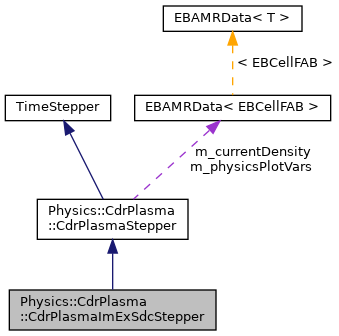 EBAMRData< T >
< EBCellFAB >
TimeStepper
EBAMRData< EBCellFAB >
m_currentDensity
m_physicsPlotVars
Physics::CdrPlasma
::CdrPlasmaStepper
Physics::CdrPlasma
::CdrPlasmaImExSdcStepper